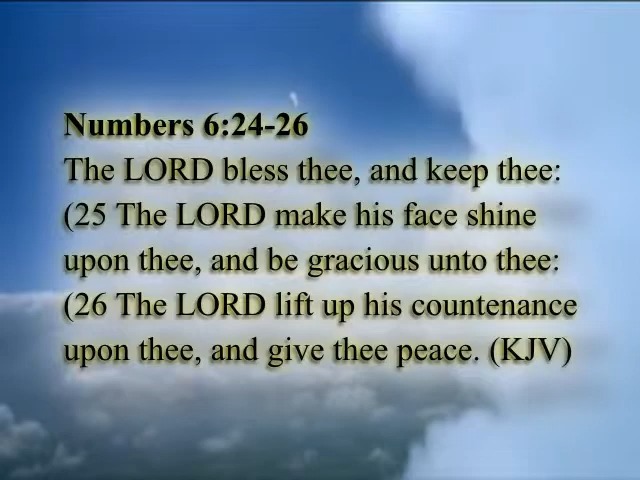 Numbers 6:24-26
The LORD bless thee, and keep thee:
(25 The LORD make his face shine
upon thee, and be gracious unto thee:
(26 The LORD lift up his countenance
upon thee, and give thee peace. (KJV)